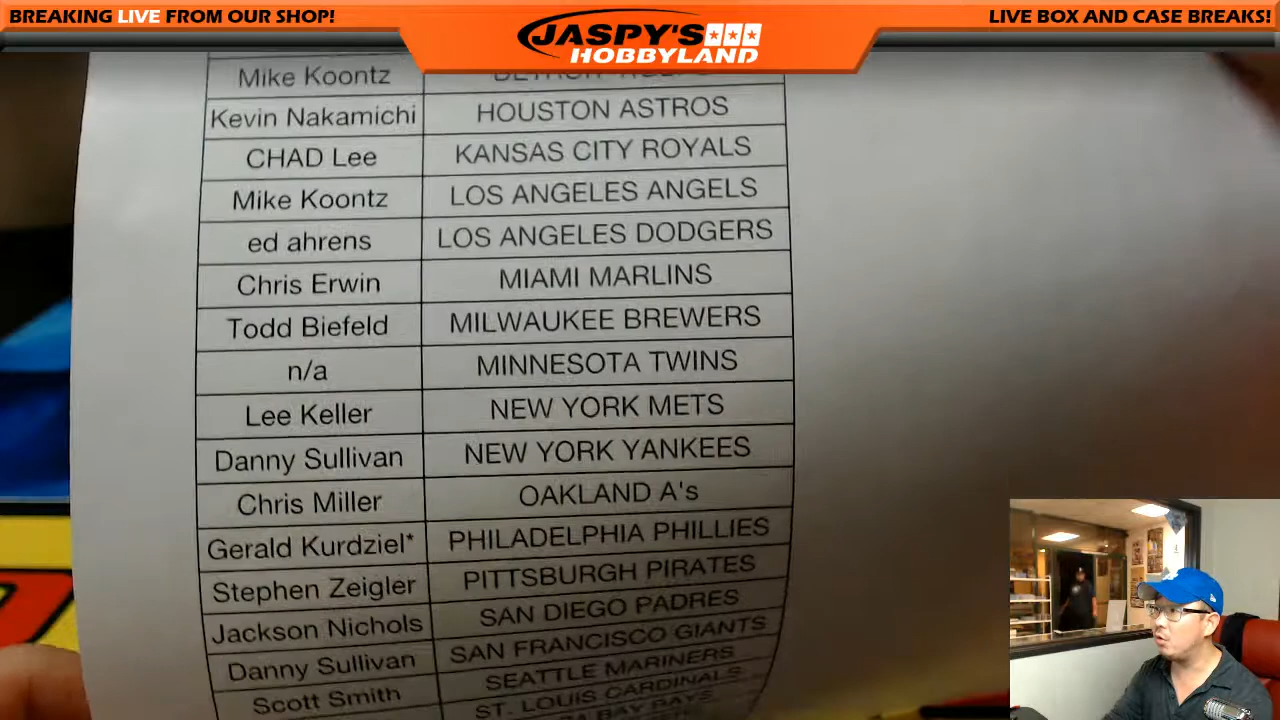 BREAKING LIVE FROM OUR SHOP!
JASPY'S
HOBBYLAND
LIVE BOX AND CASE BREAKS!
Mike Koontz DETROIT
Kevin Nakamichi HOUSTON ASTROS
CHAD Lee KANSAS CITY ROYALS
Mike Koontz LOS ANGELES ANGELS
ed ahrens LOS ANGELES DODGERS
Chris Erwin MIAMI MARLINS
Todd Biefeld MILWAUKEE BREWERS
n/a MINNESOTA TWINS
Lee Keller NEW YORK METS
Danny Sullivan NEW YORK YANKEES
Chris Miller OAKLAND A's
Gerald Kurdziel* PHILADELPHIA PHILLIES
Stephen Zeigler PITTSBURGH PIRATES
Jackson Nichols SAN DIEGO PADRES
Danny Sullivan SAN FRANCISCO GIANTS
Scott Smith SEATTLE MARINERS
ST. LOUIS CARDINALS
BAY RAYS